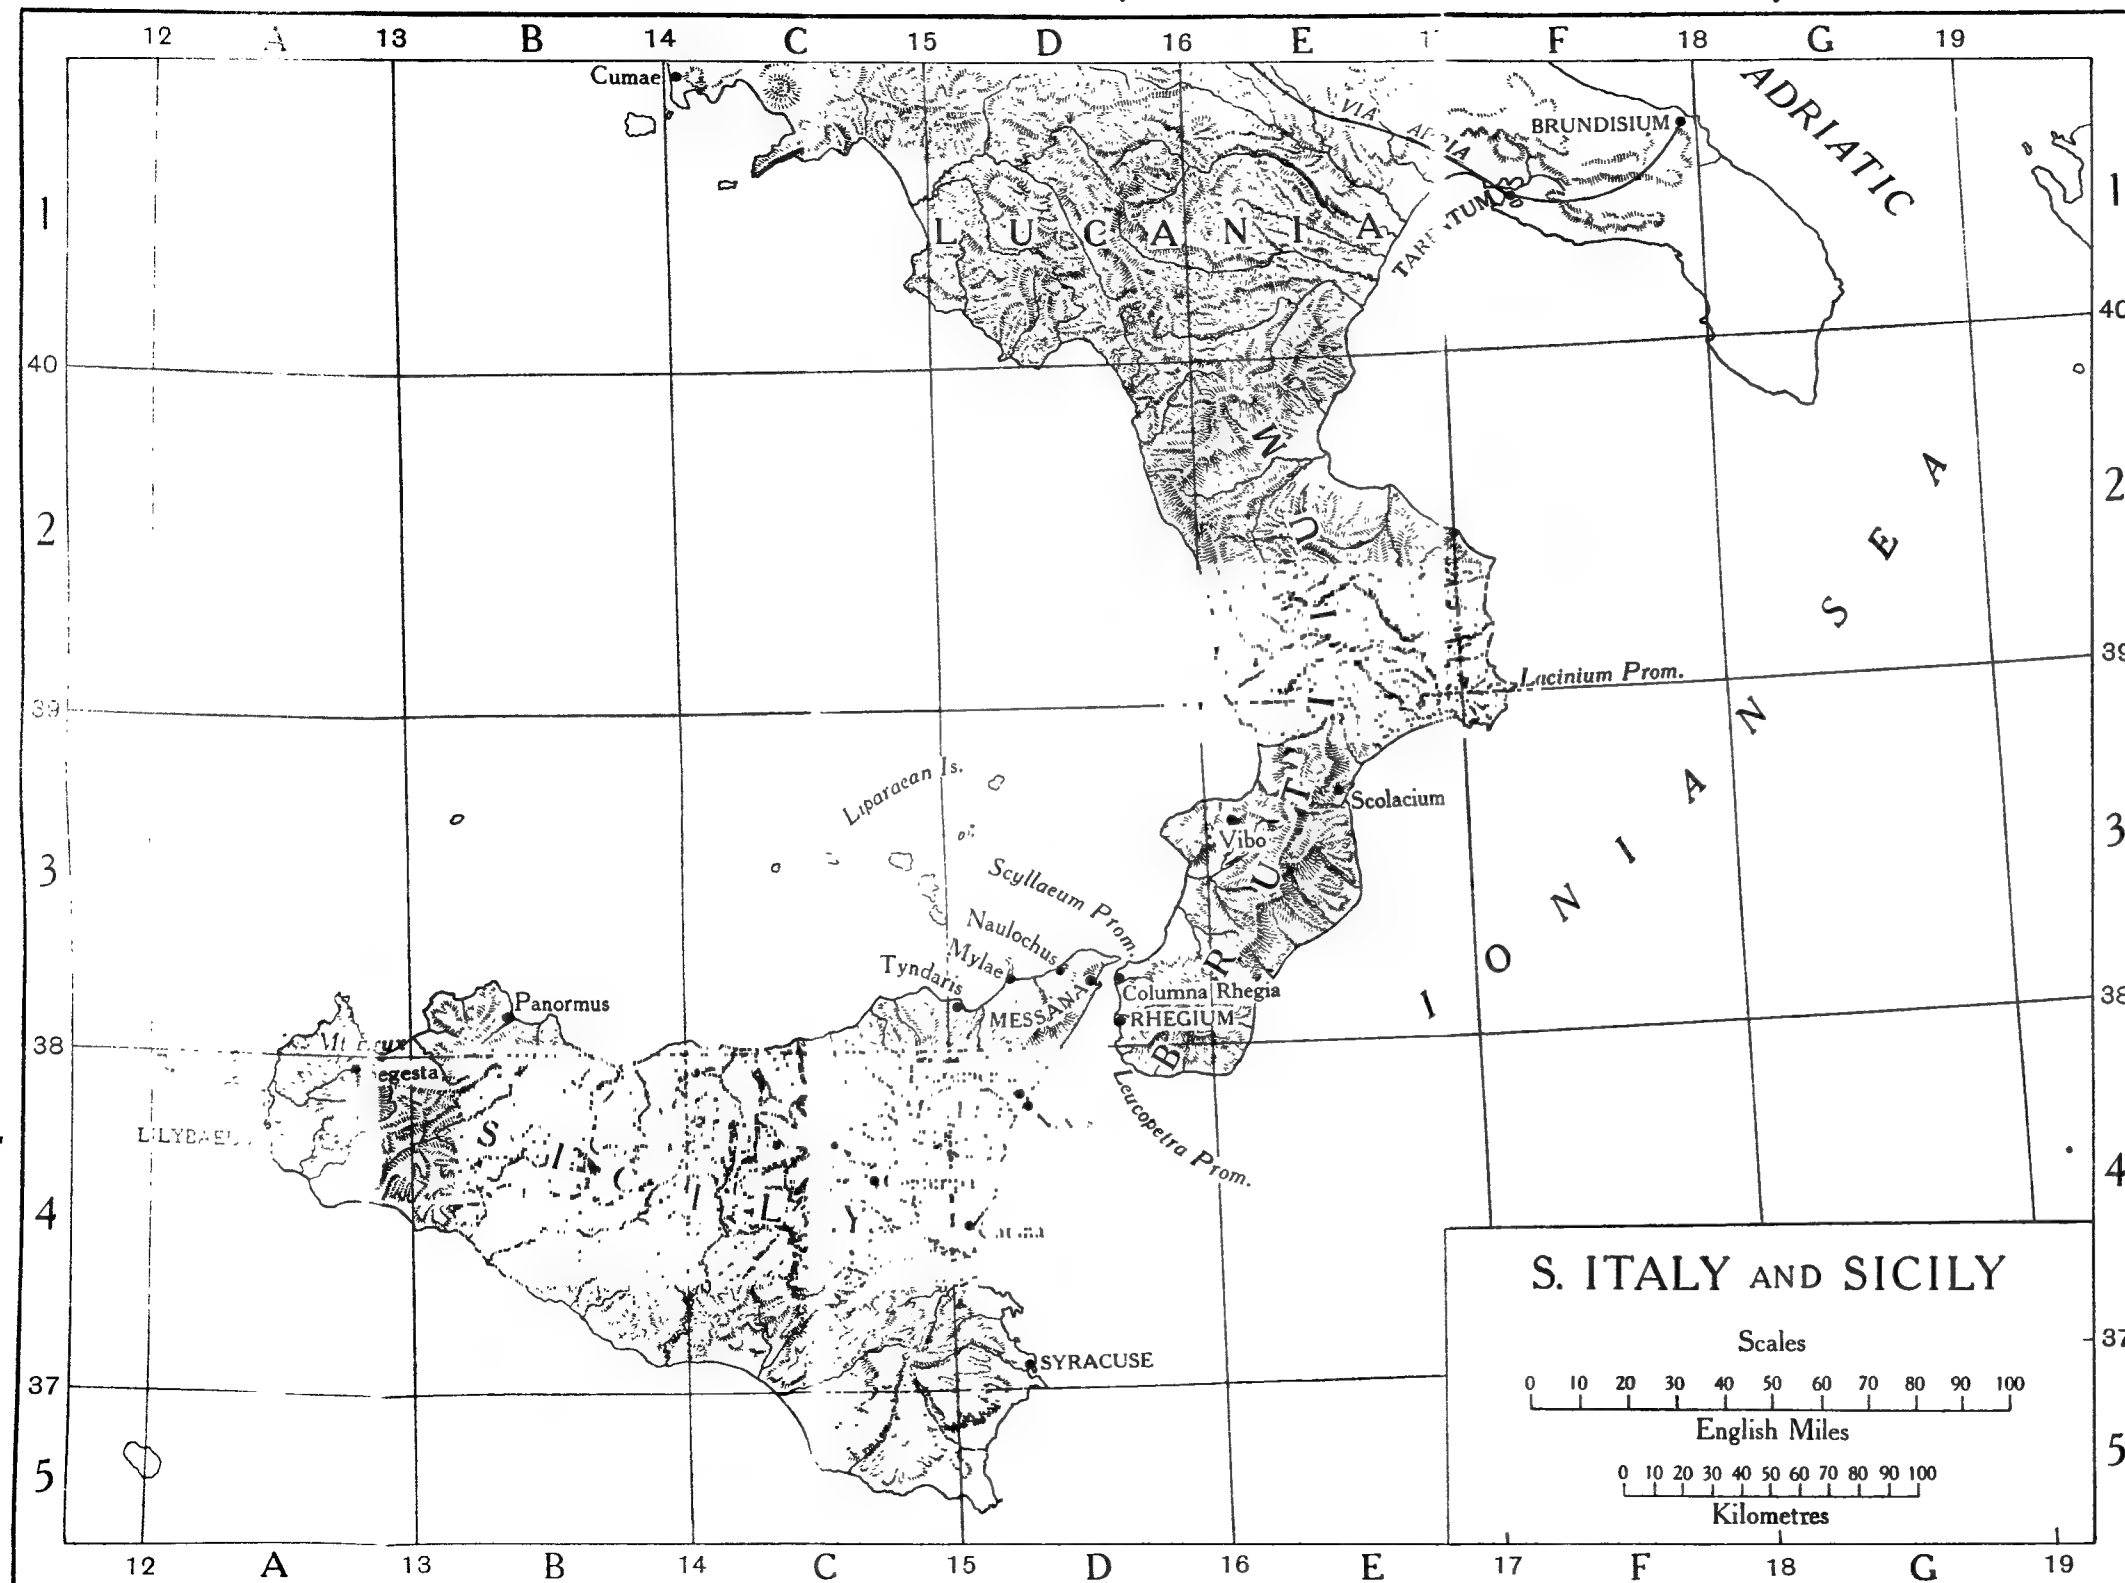 12 A 13 B 14 C 15 D 16 E F 18 G 19
Cumae
VIA
BRUNDISIUM
ADRIATIC
1
1
LUCANIA
40
40
2
2
SEA
39
39
Lacinium Prom.
Liparaean Is.
Scolacium
Vibo
3
3
IONIAN
Scyllaeum Prom.
Naulochus
Mylae
Tyndaris
MESSANA
Columna Rhegia
RHEGIUM
BRUTTIUM
Panormus
38
38
Leucopetra Prom.
SICILY
4
4
SYRACUSE
37
37
5
5
S. ITALY AND SICILY
Scales
0 10 20 30 40 50 60 70 80 90 100
English Miles
0 10 20 30 40 50 60 70 80 90 100
Kilometres
12 A 13 B 14 C 15 D 16 E 17 F 18 G 19